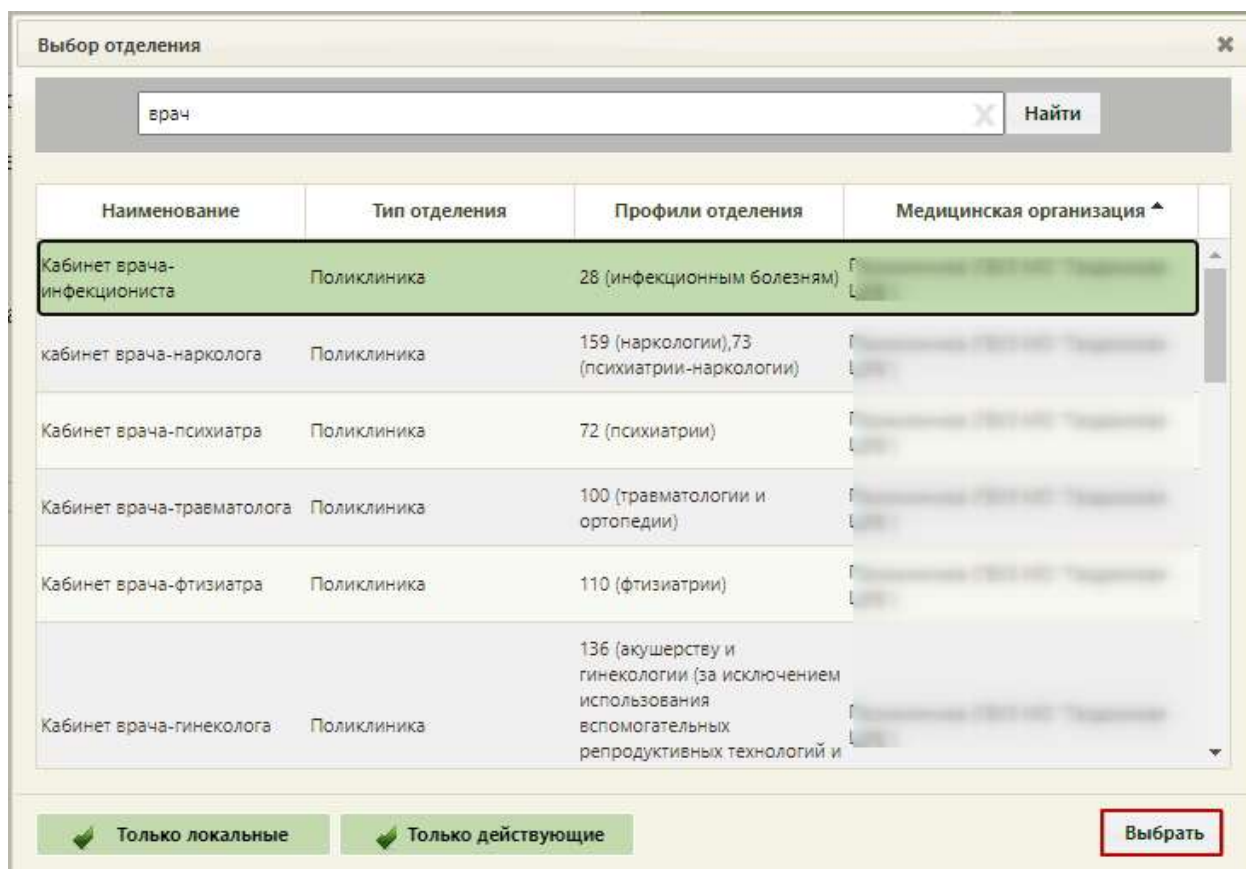 Выбор отделения
врач
Найти
Наименование
Тип отделения
Профили отделения
Медицинская организация
Кабинет врача-
инфекциониста
Поликлиника
28 (инфекционным болезням)
кабинет врача-нарколога
Поликлиника
159 (наркологии),73
(психиатрии-наркологии)
Кабинет врача-психиатра
Поликлиника
72 (психиатрии)
Кабинет врача-травматолога
Поликлиника
100 (травматологии и
ортопедии)
Кабинет врача-фтизиатра
Поликлиника
110 (фтизиатрии)
Кабинет врача-гинеколога
Поликлиника
136 (акушерству и
гинекологии (за исключением
использования
вспомогательных
репродуктивных технологий и
Только локальные
Только действующие
Выбрать